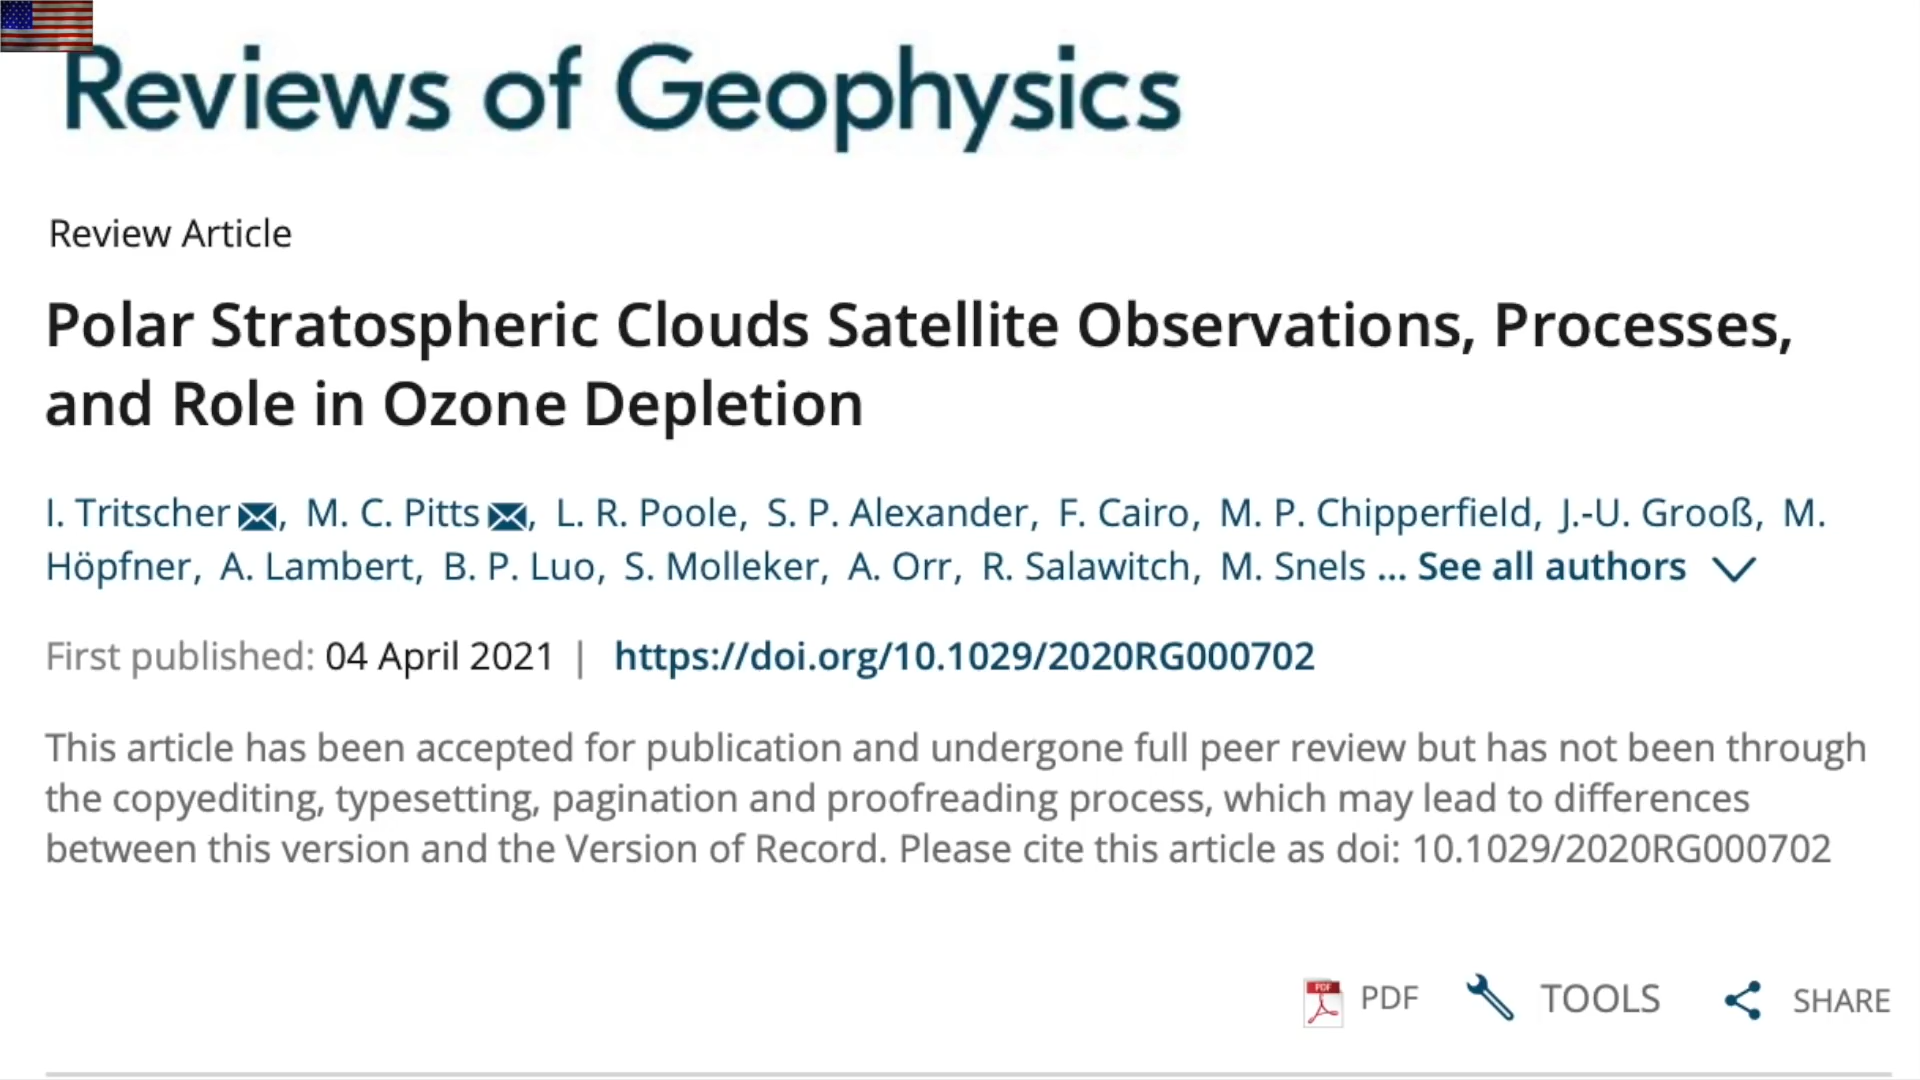 Reviews of Geophysics
Review Article
Polar Stratospheric Clouds Satellite Observations, Processes,
and Role in Ozone Depletion
I. Tritscher, M. C. Pitts, L. R. Poole, S. P. Alexander, F. Cairo, M. P. Chipperfield, J.-U. Grooß, M.
Höpfner, A. Lambert, B. P. Luo, S. Molleker, A. Orr, R. Salawitch, M. Snels ... See all authors
First published: 04 April 2021 | https://doi.org/10.1029/2020RG000702
This article has been accepted for publication and undergone full peer review but has not been through
the copyediting, typesetting, pagination and proofreading process, which may lead to differences
between this version and the Version of Record. Please cite this article as doi: 10.1029/2020RG000702
PDF PDF TOOLS SHARE